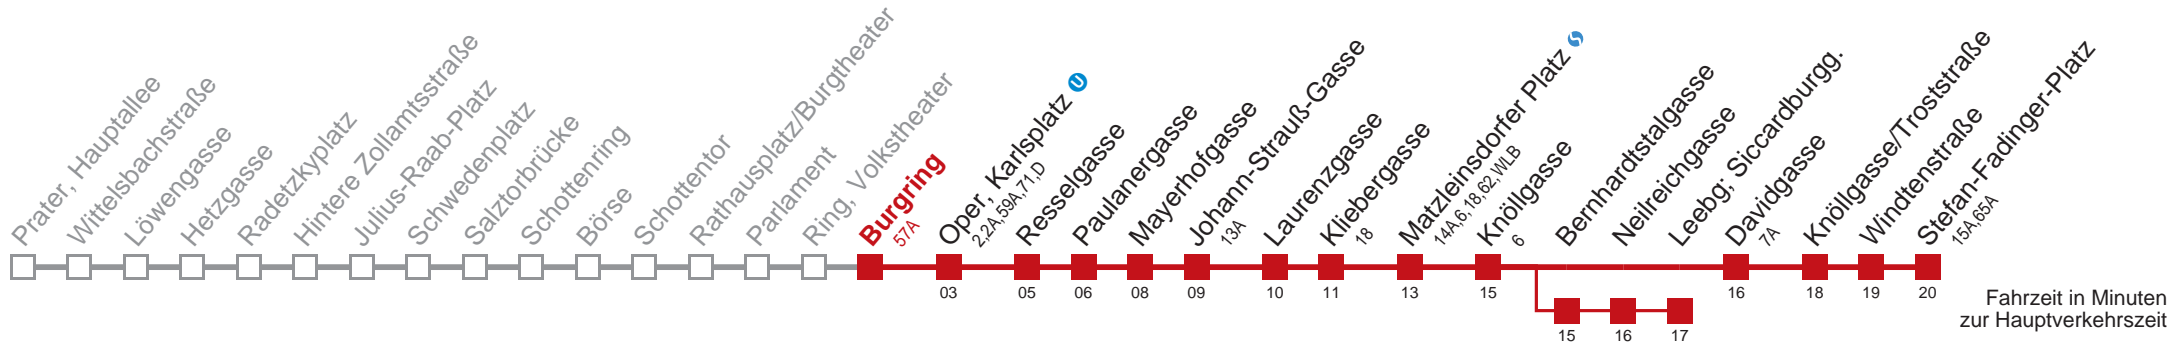 Prater, Hauptallee
Wittelsbachstraße
Löwengasse
Hetzgasse
Radetzkyplatz
Hintere Zollamtsstraße
Julius-Raab-Platz
Schwedenplatz
Salztorbrücke
Schottenring
Börse
Schottentor
Rathausplatz/Burgtheater
Parlament
Ring, Volkstheater
Burgring
57A
Oper, Karlsplatz U
2,2A,59A,71,D
Resselgasse
Paulanergasse
Mayerhofgasse
Johann-Strauß-Gasse
13A
Laurenzgasse
Kliebergasse
18
Matzleinsdorfer Platz
14A,6,18,62,WLB
Knöllgasse
6
Bernhardtstalgasse
Neilreichgasse
Leebg; Siccardburgg.
Davidgasse
7A
Knöllgasse/Troststraße
Windtenstraße
Stefan-Fadinger-Platz
15A,65A
03 05 06 08 09 10 11 13 15 16 18 19 20
15 16 17
Fahrzeit in Minuten
zur Hauptverkehrszeit